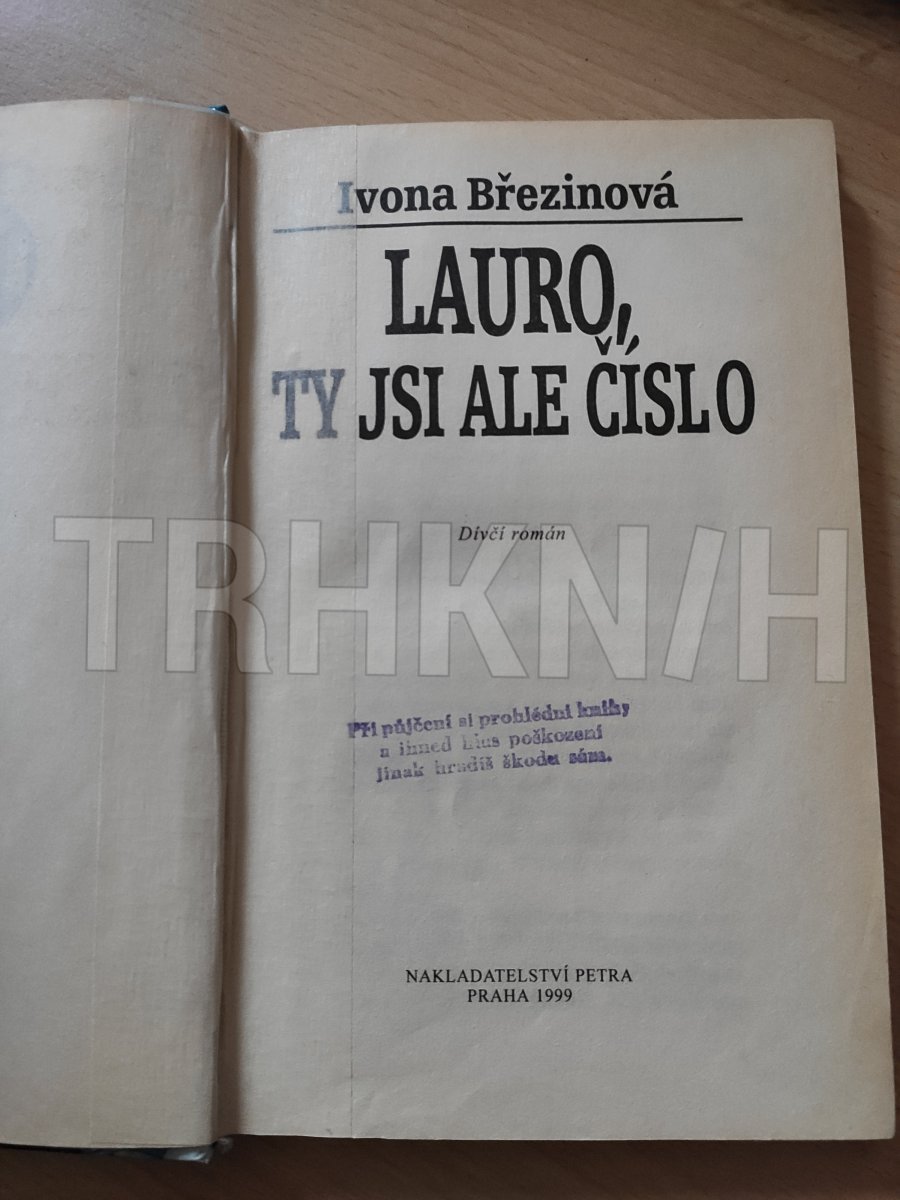 Ivona Březinová
LAURO,
TY JSI ALE ČÍSLO
Dívčí román
TRHKNIH
Při půjčení si prohlédni knihy
a ihned hlas poškození
jinak hradíš škodu sám.
NAKLADATELSTVÍ PETRA
PRAHA 1999